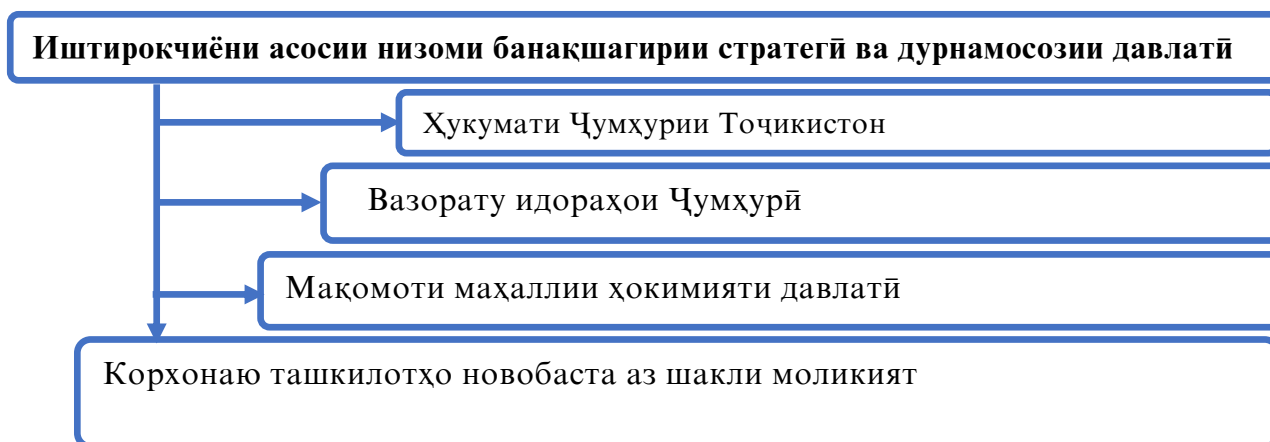 Иштирокчиёни асосии низоми банақшагирии стратегӣ ва дурнамосозии давлатӣ
Ҳукумати Ҷумҳурии Тоҷикистон
Вазорату идораҳои Ҷумҳурӣ
Мақомоти маҳаллии ҳокимияти давлатӣ
Корхонаю ташкилотҳо новобаста аз шакли моликият